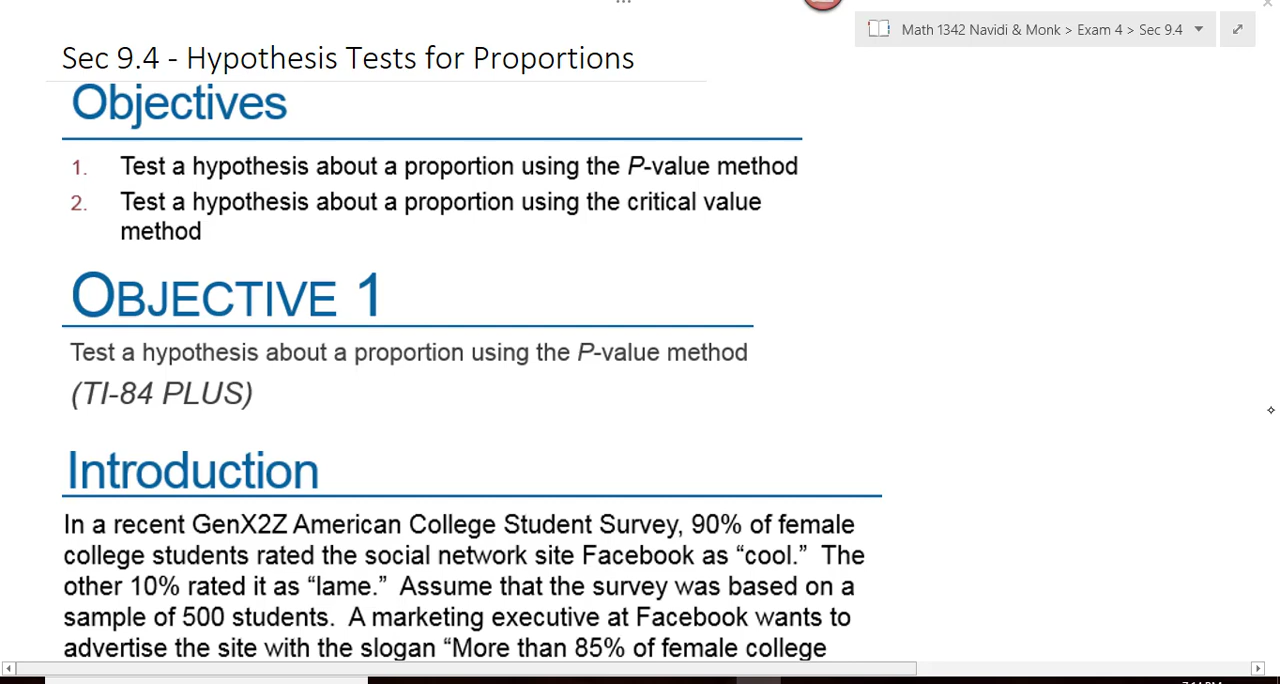 Math 1342 Navidi & Monk > Exam 4 > Sec 9.4
Sec 9.4 - Hypothesis Tests for Proportions
Objectives
1. Test a hypothesis about a proportion using the P-value method
2. Test a hypothesis about a proportion using the critical value
method
OBJECTIVE 1
Test a hypothesis about a proportion using the P-value method
(TI-84 PLUS)
Introduction
In a recent GenX2Z American College Student Survey, 90% of female
college students rated the social network site Facebook as “cool.” The
other 10% rated it as “lame.” Assume that the survey was based on a
sample of 500 students. A marketing executive at Facebook wants to
advertise the site with the slogan “More than 85% of female college